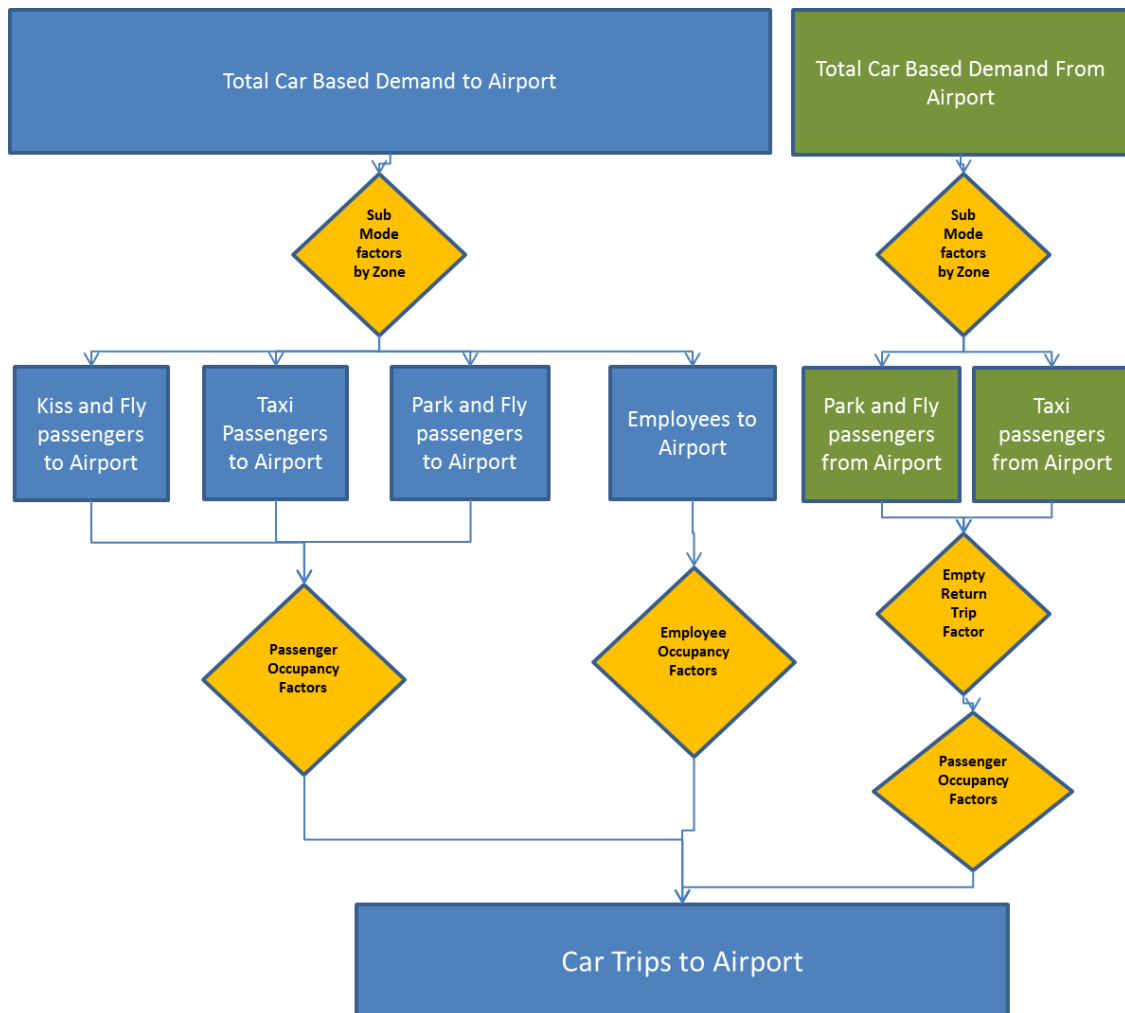 Total Car Based Demand to Airport
Total Car Based Demand From
Airport
Sub
Mode
factors
by Zone
Sub
Mode
factors
by Zone
Kiss and Fly
passengers
to Airport
Taxi
Passengers
to Airport
Park and Fly
passengers
to Airport
Employees to
Airport
Park and Fly
passengers
from Airport
Taxi
passengers
from Airport
Passenger
Occupancy
Factors
Employee
Occupancy
Factors
Empty
Return
Trip
Factor
Passenger
Occupancy
Factors
Car Trips to Airport